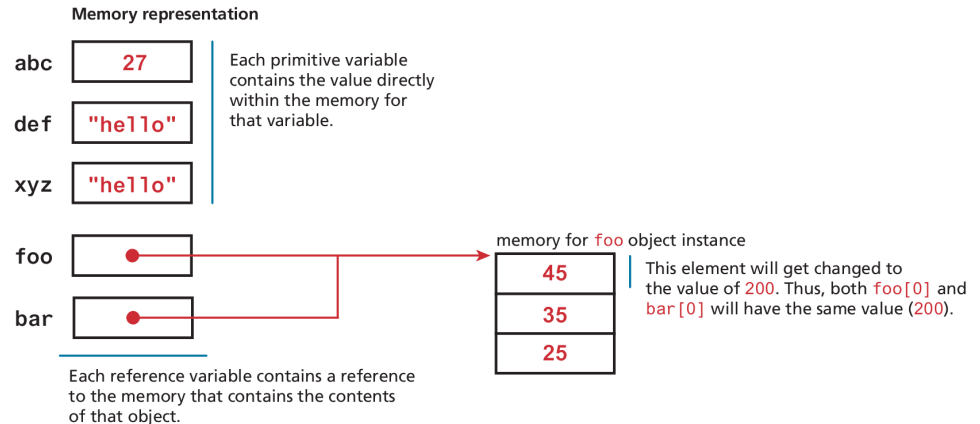 Memory representation
abc
27
Each primitive variable
contains the value directly
within the memory for
that variable.
def
"hello"
xyz
"hello"
foo
bar
memory for foo object instance
45
35
25
This element will get changed to
the value of 200. Thus, both foo[0] and
bar[0] will have the same value (200).
Each reference variable contains a reference
to the memory that contains the contents
of that object.